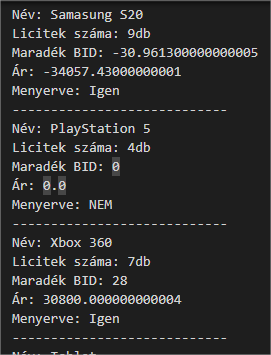 Név: Samasung S20
Licitek száma: 9db
Maradék BID: -30.961300000000005
Ár: -34057.43000000001
Menyerve: Igen
----------------------------
Név: PlayStation 5
Licitek száma: 4db
Maradék BID: 0
Ár: 0.0
Menyerve: NEM
----------------------------
Név: Xbox 360
Licitek száma: 7db
Maradék BID: 28
Ár: 30800.000000000004
Menyerve: Igen
----------------------------
Név: Tablet